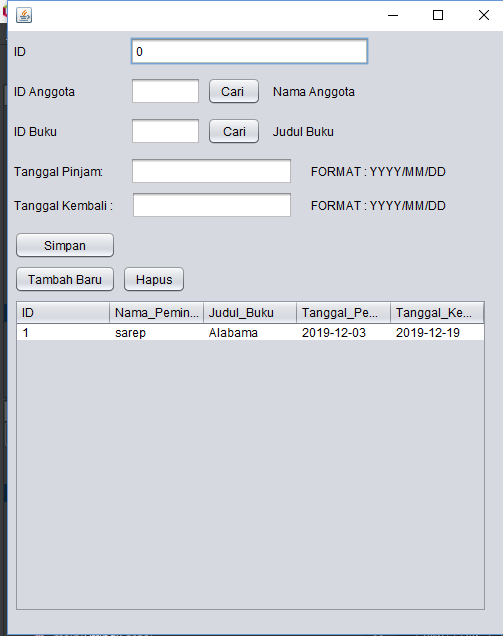 ID 0
ID Anggota Cari Nama Anggota
ID Buku Cari Judul Buku
Tanggal Pinjam: FORMAT : YYYY/MM/DD
Tanggal Kembali : FORMAT : YYYY/MM/DD
Simpan
Tambah Baru Hapus
ID Nama_Pemin... Judul_Buku Tanggal_Pe... Tanggal_Ke...
1 sarep Alabama 2019-12-03 2019-12-19